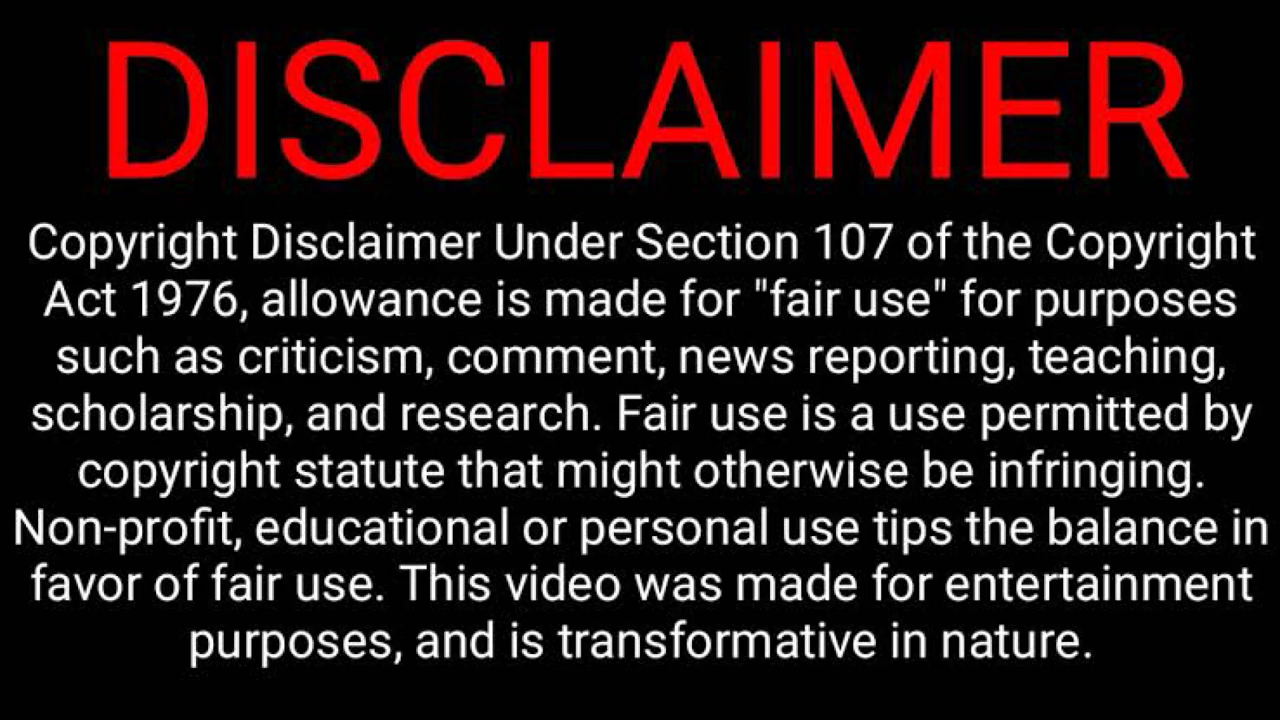 DISCLAIMER
Copyright Disclaimer Under Section 107 of the Copyright
Act 1976, allowance is made for "fair use" for purposes
such as criticism, comment, news reporting, teaching,
scholarship, and research. Fair use is a use permitted by
copyright statute that might otherwise be infringing.
Non-profit, educational or personal use tips the balance in
favor of fair use. This video was made for entertainment
purposes, and is transformative in nature.